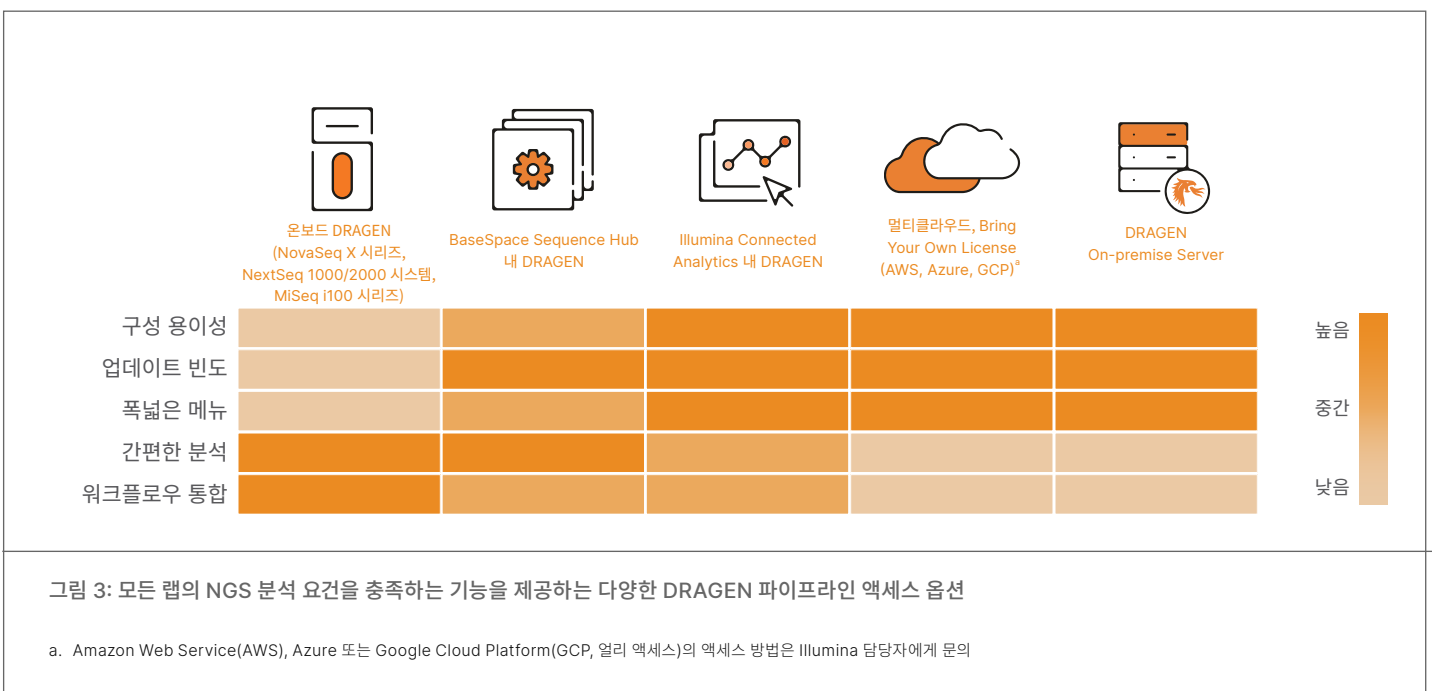 온보드 DRAGEN
(NovaSeq X 시리즈,
NextSeq 1000/2000 시스템,
MiSeq i100 시리즈)
BaseSpace Sequence Hub
내 DRAGEN
Illumina Connected
Analytics 내 DRAGEN
멀티클라우드, Bring
Your Own License
(AWS, Azure, GCP)a
DRAGEN
On-premise Server
구성 용이성
업데이트 빈도
폭넓은 메뉴
간편한 분석
워크플로우 통합
높음
중간
낮음
그림 3: 모든 랩의 NGS 분석 요건을 충족하는 기능을 제공하는 다양한 DRAGEN 파이프라인 액세스 옵션
a. Amazon Web Service(AWS), Azure 또는 Google Cloud Platform(GCP, 얼리 액세스)의 액세스 방법은 Illumina 담당자에게 문의